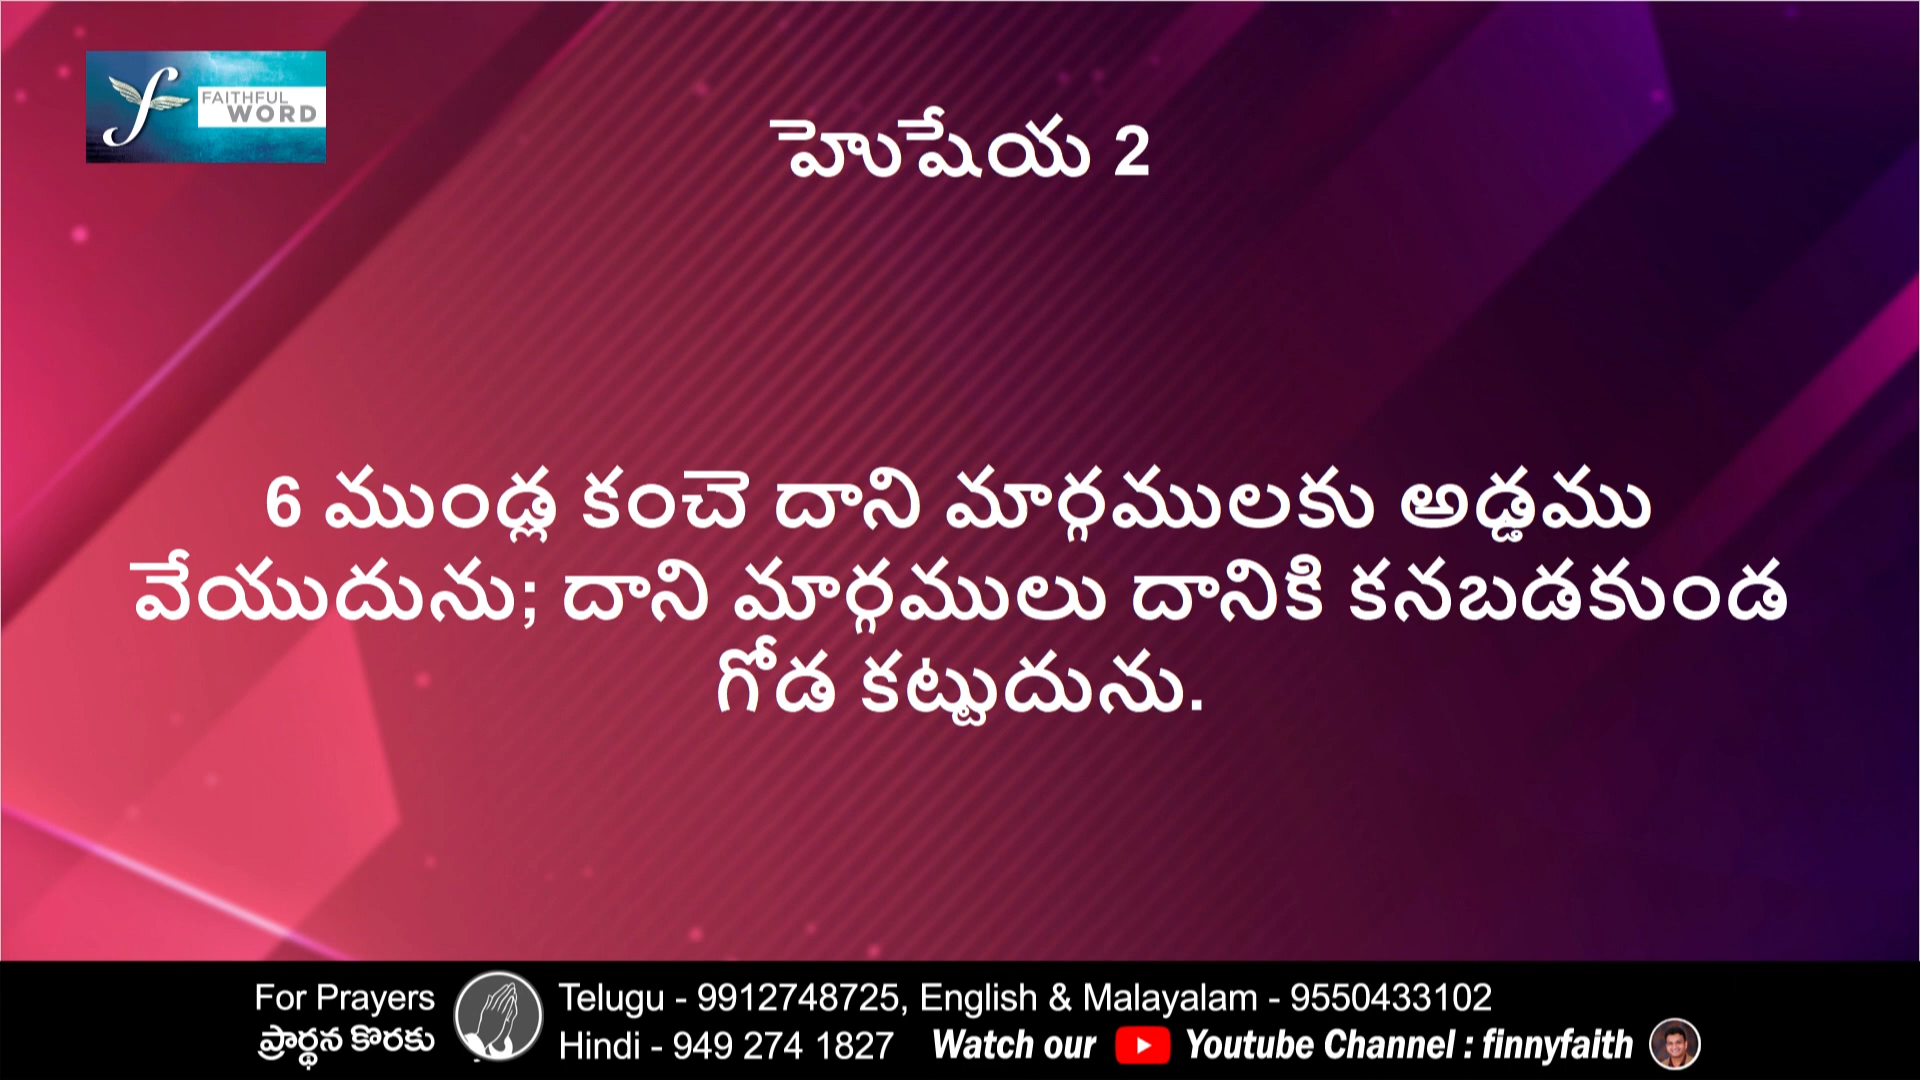 FAITHFUL
WORD
హెుషేయ 2
6 ముండ్ల కంచె దాని మార్గములకు అడ్డము
వేయుదును; దాని మార్గములు దానికి కనబడకుండ
గోడ కట్టుదును.
For Prayers
ప్రార్థన కొరకు
Telugu - 9912748725, English & Malayalam - 9550433102
Hindi - 949 274 1827 Watch our Youtube Channel : finnyfaith